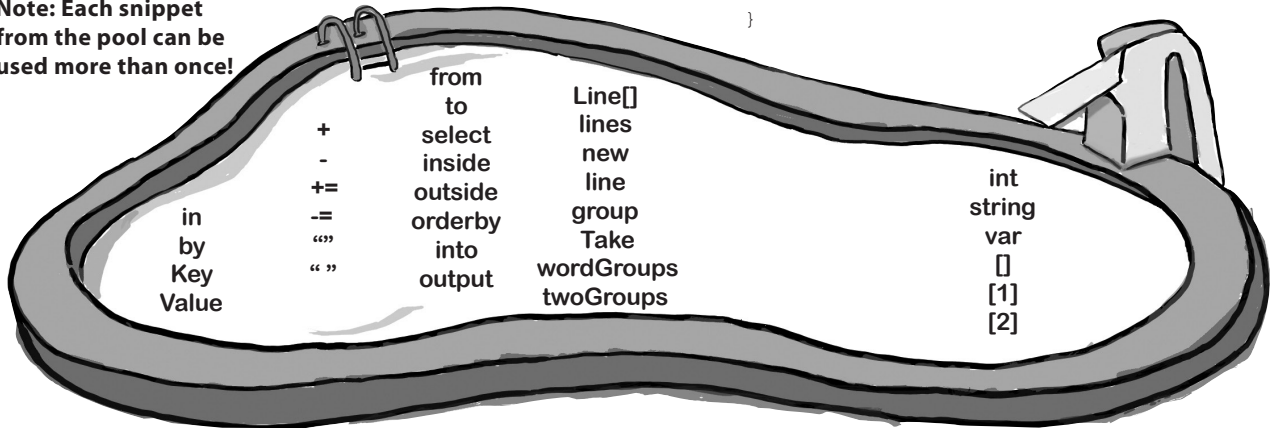 Note: Each snippet
from the pool can be
used more than once!
}
in
by
Key
Value
+
-
+=
-=
“”
“ ”
from
to
select
inside
outside
orderby
into
output
Line[]
lines
new
line
group
Take
wordGroups
twoGroups
int
string
var
[]
[1]
[2]